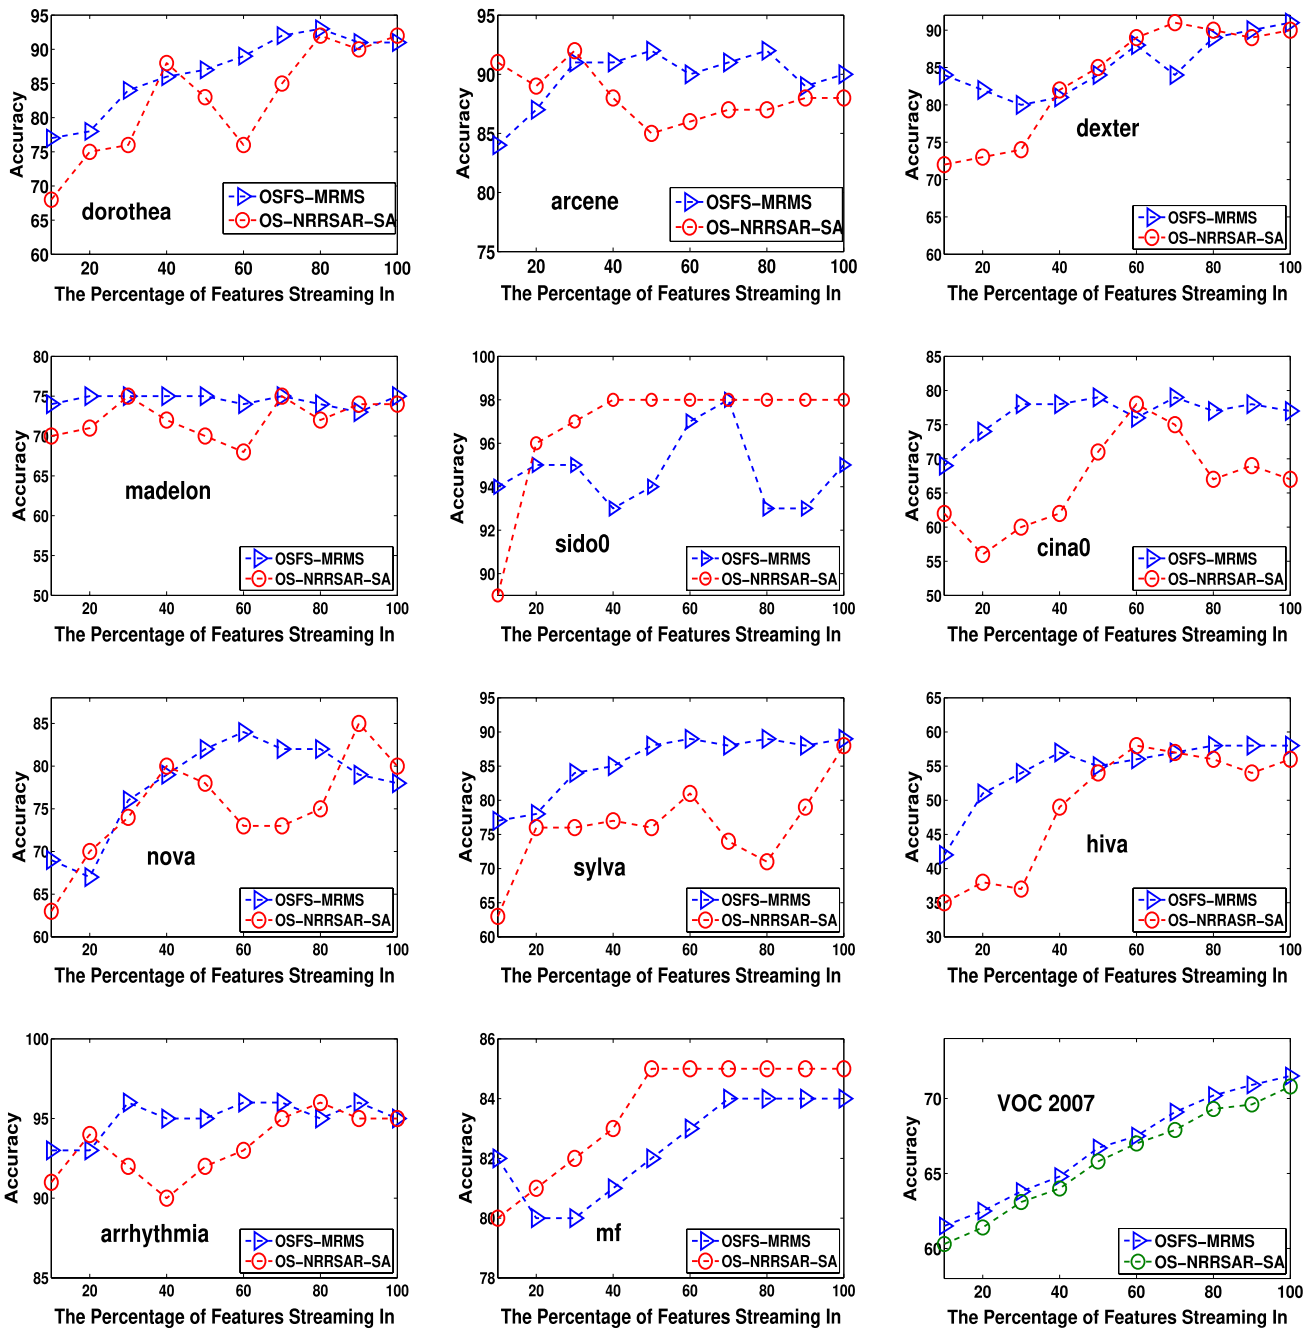 95
90
85
80
75
70
65
60
Accuracy
dorothea
OSFS-MRMS
OS-NRRSAR-SA
20 40 60 80 100
The Percentage of Features Streaming In
95
90
85
80
75
Accuracy
arcene
OSFS-MRMS
OS-NRRSAR-SA
20 40 60 80 100
The Percentage of Features Streaming In
90
85
80
75
70
65
60
Accuracy
dexter
OSFS-MRMS
OS-NRRSAR-SA
20 40 60 80 100
The Percentage of Features Streaming In
80
75
70
65
60
55
50
Accuracy
madelon
OSFS-MRMS
OS-NRRSAR-SA
20 40 60 80 100
The Percentage of Features Streaming In
100
98
96
94
92
90
Accuracy
sido0
OSFS-MRMS
OS-NRRSAR-SA
20 40 60 80 100
The Percentage of Features Streaming In
85
80
75
70
65
60
55
50
Accuracy
cina0
OSFS-MRMS
OS-NRRSAR-SA
20 40 60 80 100
The Percentage of Features Streaming In
85
80
75
70
65
60
Accuracy
nova
OSFS-MRMS
OS-NRRSAR-SA
20 40 60 80 100
The Percentage of Features Streaming In
95
90
85
80
75
70
65
60
Accuracy
sylva
OSFS-MRMS
OS-NRRSAR-SA
20 40 60 80 100
The Percentage of Features Streaming In
65
60
55
50
45
40
35
30
Accuracy
hiva
OSFS-MRMS
OS-NRRASR-SA
20 40 60 80 100
The Percentage of Features Streaming In
100
95
90
85
Accuracy
arrhythmia
OSFS-MRMS
OS-NRRSAR-SA
20 40 60 80 100
The Percentage of Features Streaming In
86
84
82
80
78
Accuracy
mf
OSFS-MRMS
OS-NRRSAR-SA
20 40 60 80 100
The Percentage of Features Streaming In
70
65
60
Accuracy
VOC 2007
OSFS-MRMS
OS-NRRSAR-SA
20 40 60 80 100
The Percentage of Features Streaming In